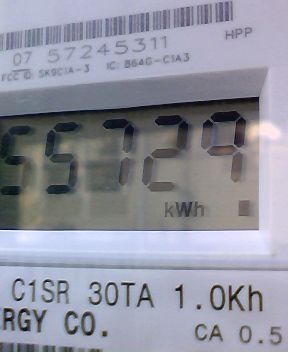 HPP
07 57245311
FCC ID: SK9C1A-3 IC: 864G-C1A3
55729
kWh
C1SR 30TA 1.0Kh
ERGY CO. CA 0.5